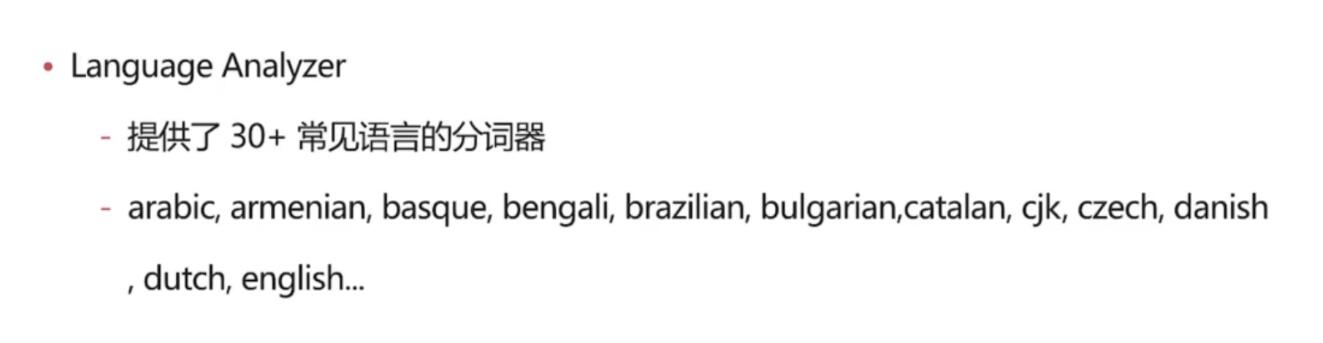 • Language Analyzer
- 提供了 30+ 常见语言的分词器
- arabic, armenian, basque, bengali, brazilian, bulgarian,catalan, cjk, czech, danish
, dutch, english...